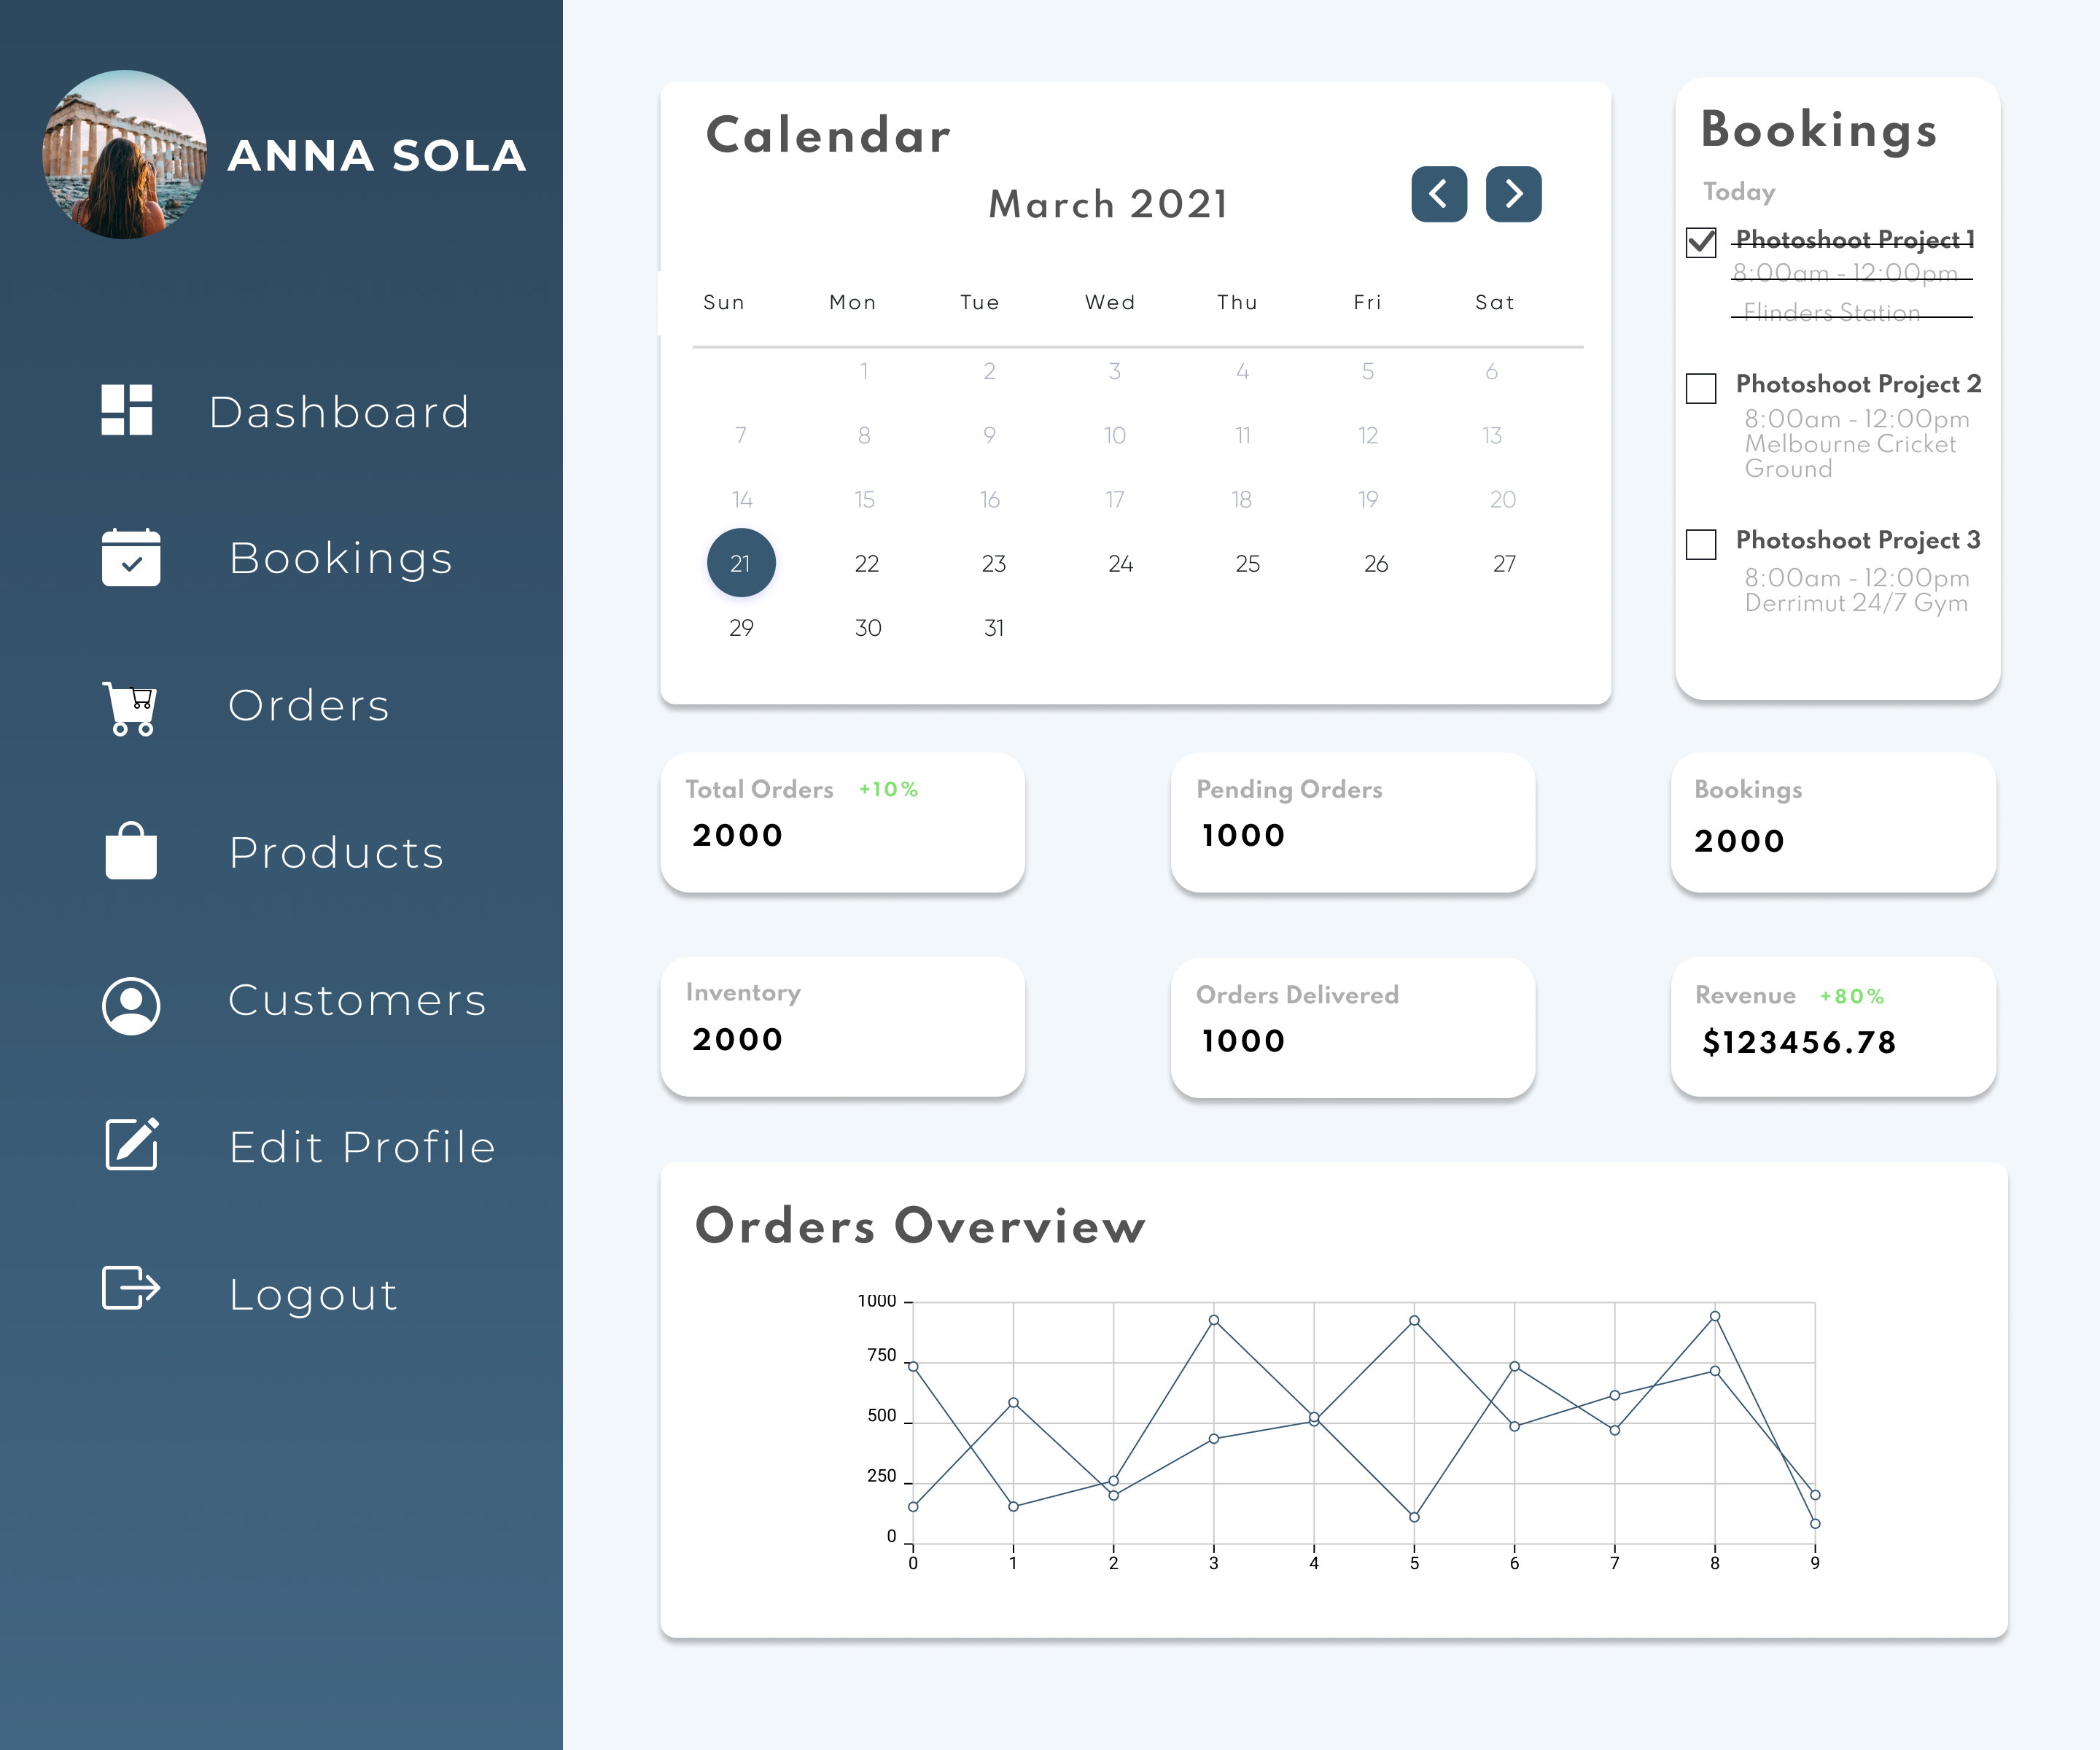 ANNA SOLA
Dashboard
Bookings
Orders
Products
Customers
Edit Profile
Logout
Calendar
March 2021
Sun Mon Tue Wed Thu Fri Sat
1 2 3 4 5 6
7 8 9 10 11 12 13
14 15 16 17 18 19 20
21 22 23 24 25 26 27
29 30 31
Bookings
Today
Photoshoot Project 1
8:00am - 12:00pm
Flinders Station
Photoshoot Project 2
8:00am - 12:00pm
Melbourne Cricket
Ground
Photoshoot Project 3
8:00am - 12:00pm
Derrimut 24/7 Gym
Total Orders +10%
2000
Pending Orders
1000
Bookings
2000
Inventory
2000
Orders Delivered
1000
Revenue +80%
$123456.78
Orders Overview
1000
750
500
250
0
0 1 2 3 4 5 6 7 8 9